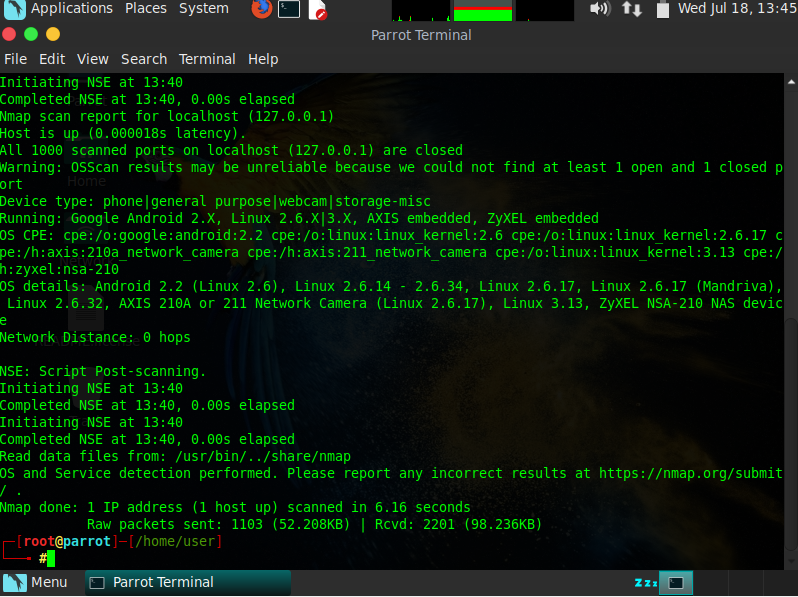 Applications Places System Wed Jul 18, 13:45
Parrot Terminal
File Edit View Search Terminal Help
Initiating NSE at 13:40
Completed NSE at 13:40, 0.00s elapsed
Nmap scan report for localhost (127.0.0.1)
Host is up (0.000018s latency).
All 1000 scanned ports on localhost (127.0.0.1) are closed
Warning: OSScan results may be unreliable because we could not find at least 1 open and 1 closed p
ort
Device type: phone|general purpose|webcam|storage-misc
Running: Google Android 2.X, Linux 2.6.X|3.X, AXIS embedded, ZyXEL embedded
OS CPE: cpe:/o:google:android:2.2 cpe:/o:linux:linux_kernel:2.6 cpe:/o:linux:linux_kernel:2.6.17 c
pe:/h:axis:210a_network_camera cpe:/h:axis:211_network_camera cpe:/o:linux:linux_kernel:3.13 cpe:/
h:zyxel:nsa-210
OS details: Android 2.2 (Linux 2.6), Linux 2.6.14 - 2.6.34, Linux 2.6.17, Linux 2.6.17 (Mandriva),
 Linux 2.6.32, AXIS 210A or 211 Network Camera (Linux 2.6.17), Linux 3.13, ZyXEL NSA-210 NAS devic
e
Network Distance: 0 hops
NSE: Script Post-scanning.
Initiating NSE at 13:40
Completed NSE at 13:40, 0.00s elapsed
Initiating NSE at 13:40
Completed NSE at 13:40, 0.00s elapsed
Read data files from: /usr/bin/../share/nmap
OS and Service detection performed. Please report any incorrect results at https://nmap.org/submit
/ .
Nmap done: 1 IP address (1 host up) scanned in 6.16 seconds
           Raw packets sent: 1103 (52.208KB) | Rcvd: 2201 (98.236KB)
┌─[root@parrot]─[/home/user]
└──╼ #
Menu Parrot Terminal zzz